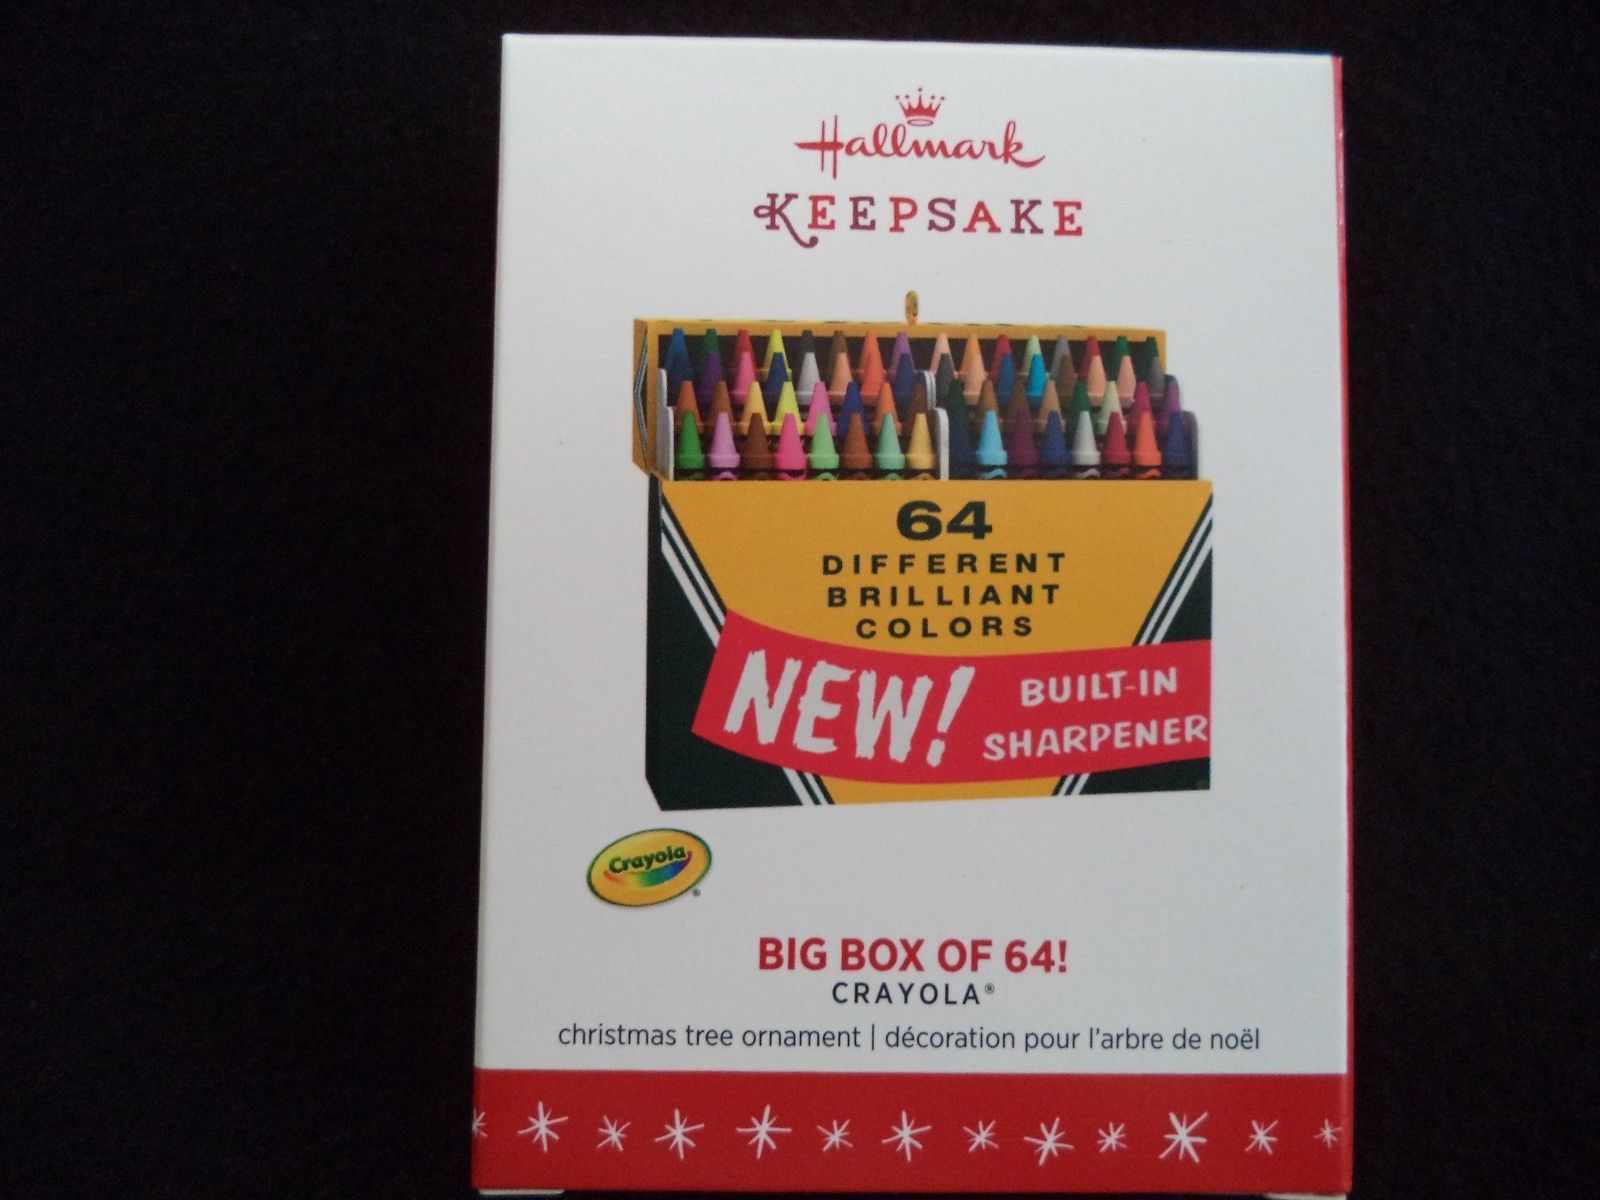 Hallmark
KEEPSAKE
64
DIFFERENT
BRILLIANT
COLORS
NEW! BUILT-IN
SHARPENER
Crayola®
BIG BOX OF 64!
CRAYOLA®
christmas tree ornament | décoration pour l'arbre de noël